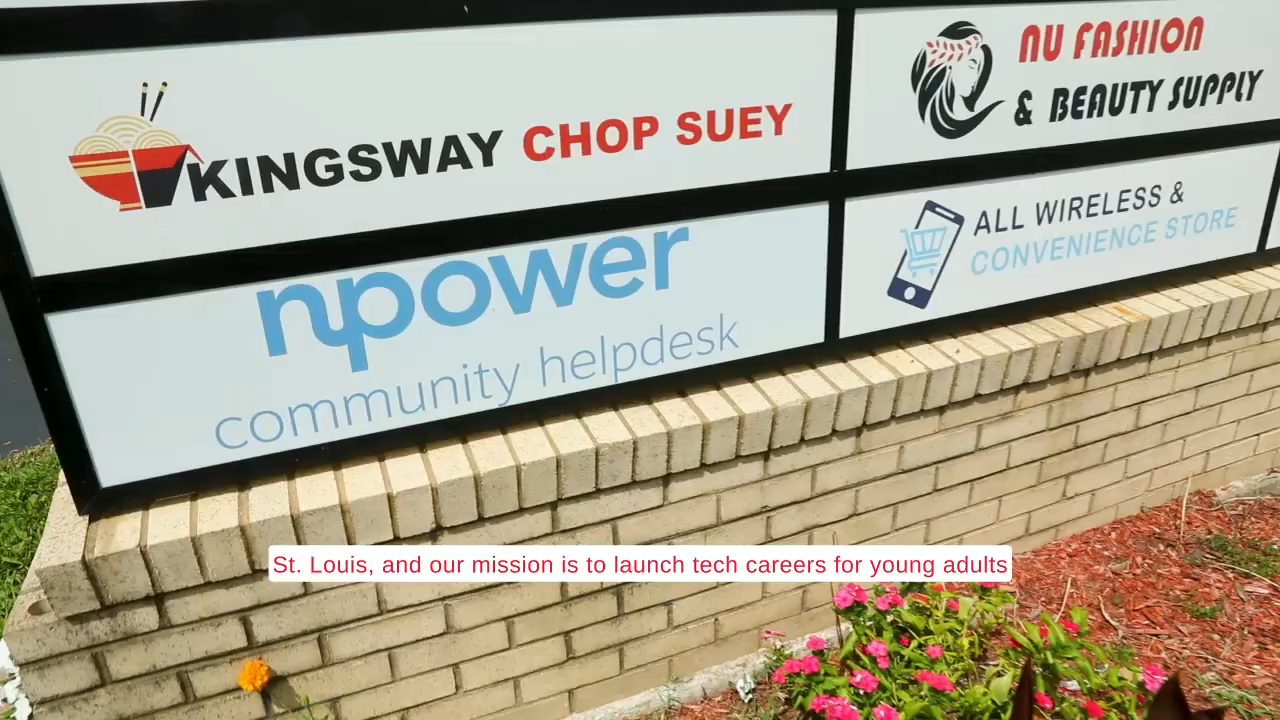 KINGSWAY CHOP SUEY
NU FASHION
& BEAUTY SUPPLY
npower
community helpdesk
ALL WIRELESS &
CONVENIENCE STORE
St. Louis, and our mission is to launch tech careers for young adults